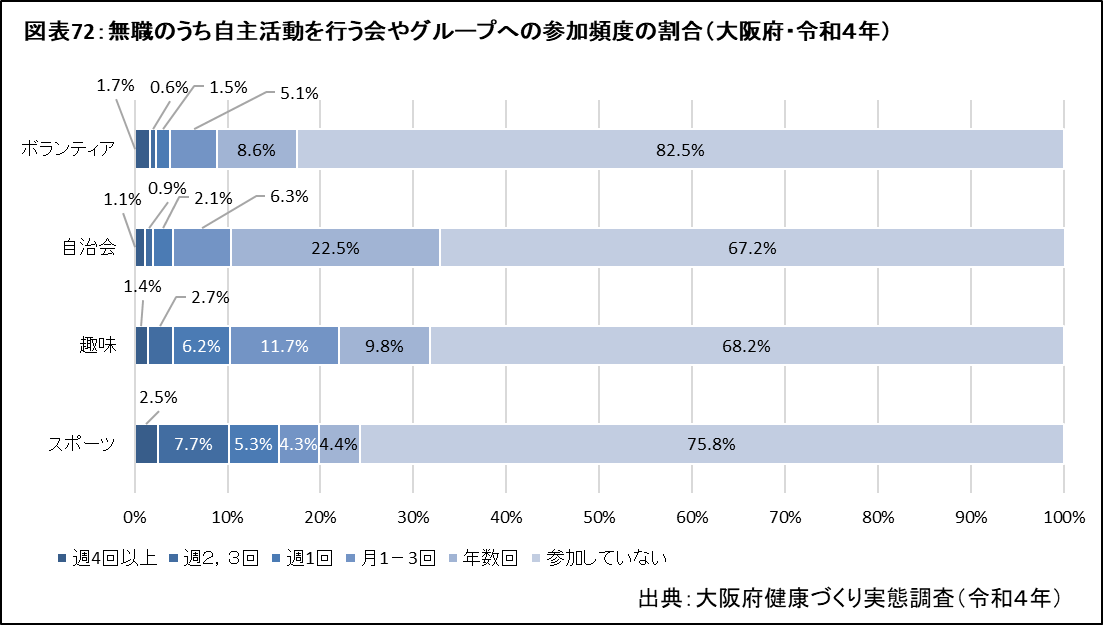 図表72：無職のうち自主活動を行う会やグループへの参加頻度の割合（大阪府・令和４年）
1.7% 0.6% 1.5% 5.1%
ボランティア 8.6% 82.5%
1.1% 0.9% 2.1% 6.3%
自治会 22.5% 67.2%
1.4% 2.7%
趣味 6.2% 11.7% 9.8% 68.2%
2.5%
スポーツ 7.7% 5.3% 4.3% 4.4% 75.8%
0% 10% 20% 30% 40% 50% 60% 70% 80% 90% 100%
週4回以上 週２，３回 週1回 月1－3回 年数回 参加していない
出典：大阪府健康づくり実態調査（令和４年）